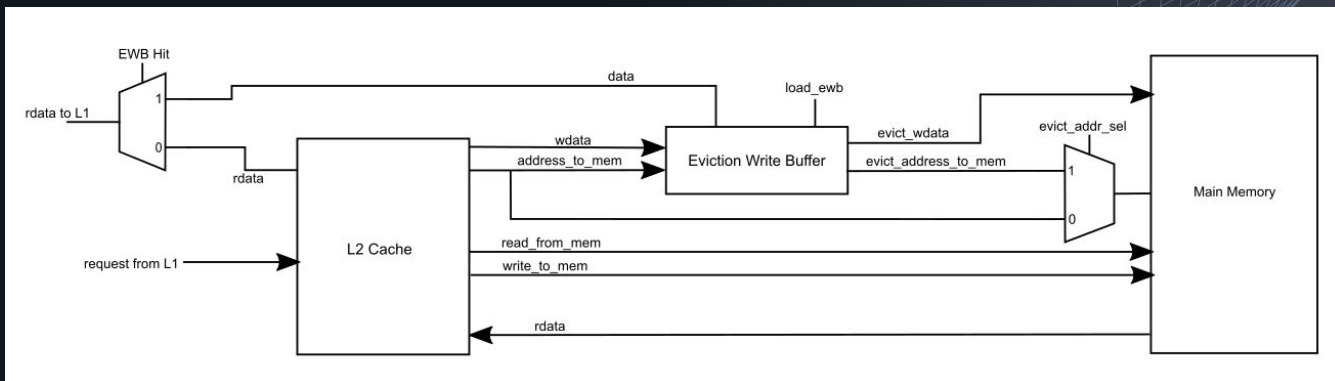 EWB Hit
data
load_ewb
rdata to L1
1
0
rdata
wdata
address_to_mem
Eviction Write Buffer
evict_wdata
evict_address_to_mem
evict_addr_sel
1
0
Main Memory
L2 Cache
request from L1
read_from_mem
write_to_mem
rdata